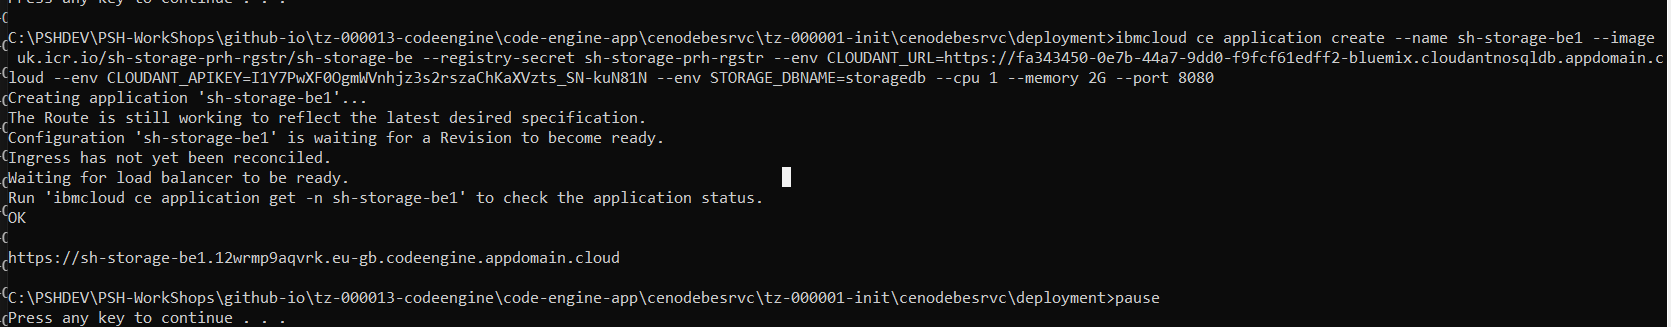 Press any key to continue . . .
C:\PSHDEV\PSH-WorkShops\github-io\tz-000013-codeengine\code-engine-app\cenodebesrvc\tz-000001-init\cenodebesrvc\deployment>ibmcloud ce application create --name sh-storage-be1 --image
uk.icr.io/sh-storage-prh-rgstr/sh-storage-be --registry-secret sh-storage-prh-rgstr --env CLOUDANT_URL=https://fa343450-0e7b-44a7-9dd0-f9fcf61edff2-bluemix.cloudantnosqldb.appdomain.c
loud --env CLOUDANT_APIKEY=I1Y7PwXF0OgmWVnhjz3s2rszaChKaXVzts_SN-kuN81N --env STORAGE_DBNAME=storagedb --cpu 1 --memory 2G --port 8080
Creating application 'sh-storage-be1'...
The Route is still working to reflect the latest desired specification.
Configuration 'sh-storage-be1' is waiting for a Revision to become ready.
Ingress has not yet been reconciled.
Waiting for load balancer to be ready.
Run 'ibmcloud ce application get -n sh-storage-be1' to check the application status.
OK
https://sh-storage-be1.12wrmp9aqvrk.eu-gb.codeengine.appdomain.cloud
C:\PSHDEV\PSH-WorkShops\github-io\tz-000013-codeengine\code-engine-app\cenodebesrvc\tz-000001-init\cenodebesrvc\deployment>pause
Press any key to continue . . .